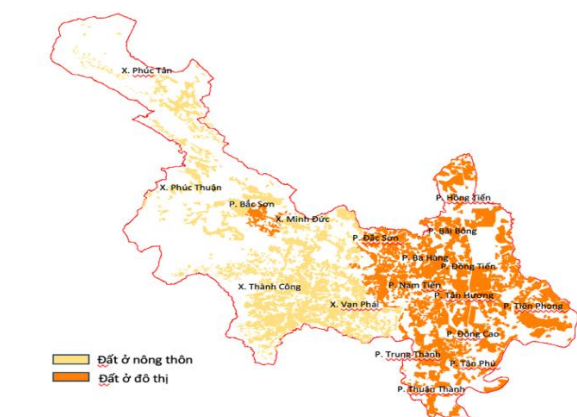 X. Phúc Tân
X. Phúc Thuận
P. Bắc Sơn
X. Minh Đức
P. Hồng Tiến
P. Bãi Bông
P. Đắc Sơn
P. Ba Hàng
P. Đồng Tiến
X. Thành Công
P. Nam Tiến
P. Tân Hương
X. Vạn Phái
P. Tiên Phong
P. Đông Cao
P. Trung Thành
P. Tân Phú
P. Thuận Thành
Đất ở nông thôn
Đất ở đô thị